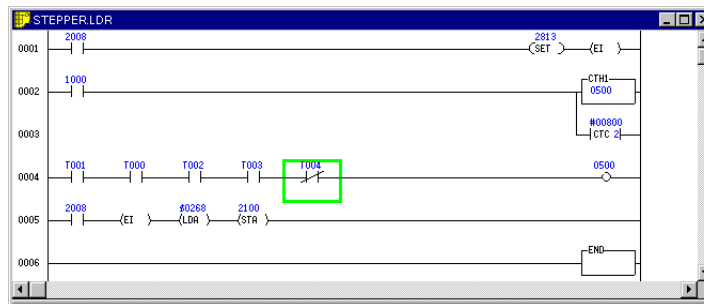 STEPPER.LDR
2008 2813
0001 (SET ) (EI )
1000 CTH1
0002 0500
#00800
0003 CTC 2
T001 T000 T002 T003 T004 0500
0004
2008 $0268 2100
0005 (EI ) (LDA ) (STA )
END
0006